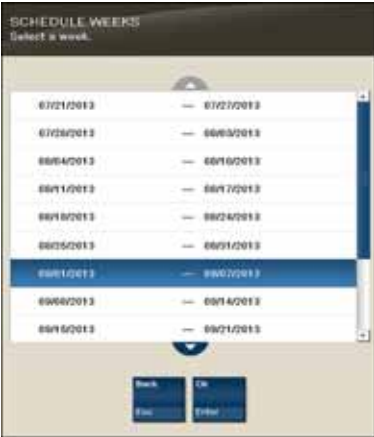 SCHEDULE WEEKS
Select a week.
07/21/2013 --- 07/27/2013
07/28/2013 --- 08/03/2013
08/04/2013 --- 08/10/2013
08/11/2013 --- 08/17/2013
08/18/2013 --- 08/24/2013
08/25/2013 --- 08/31/2013
09/01/2013 --- 09/07/2013
09/08/2013 --- 09/14/2013
09/15/2013 --- 09/21/2013
Back Ok
Esc Enter